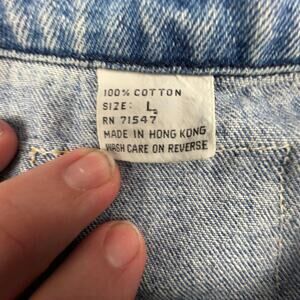 100% COTTON
SIZE: L
RN 71547
MADE IN HONG KONG
WASH CARE ON REVERSE